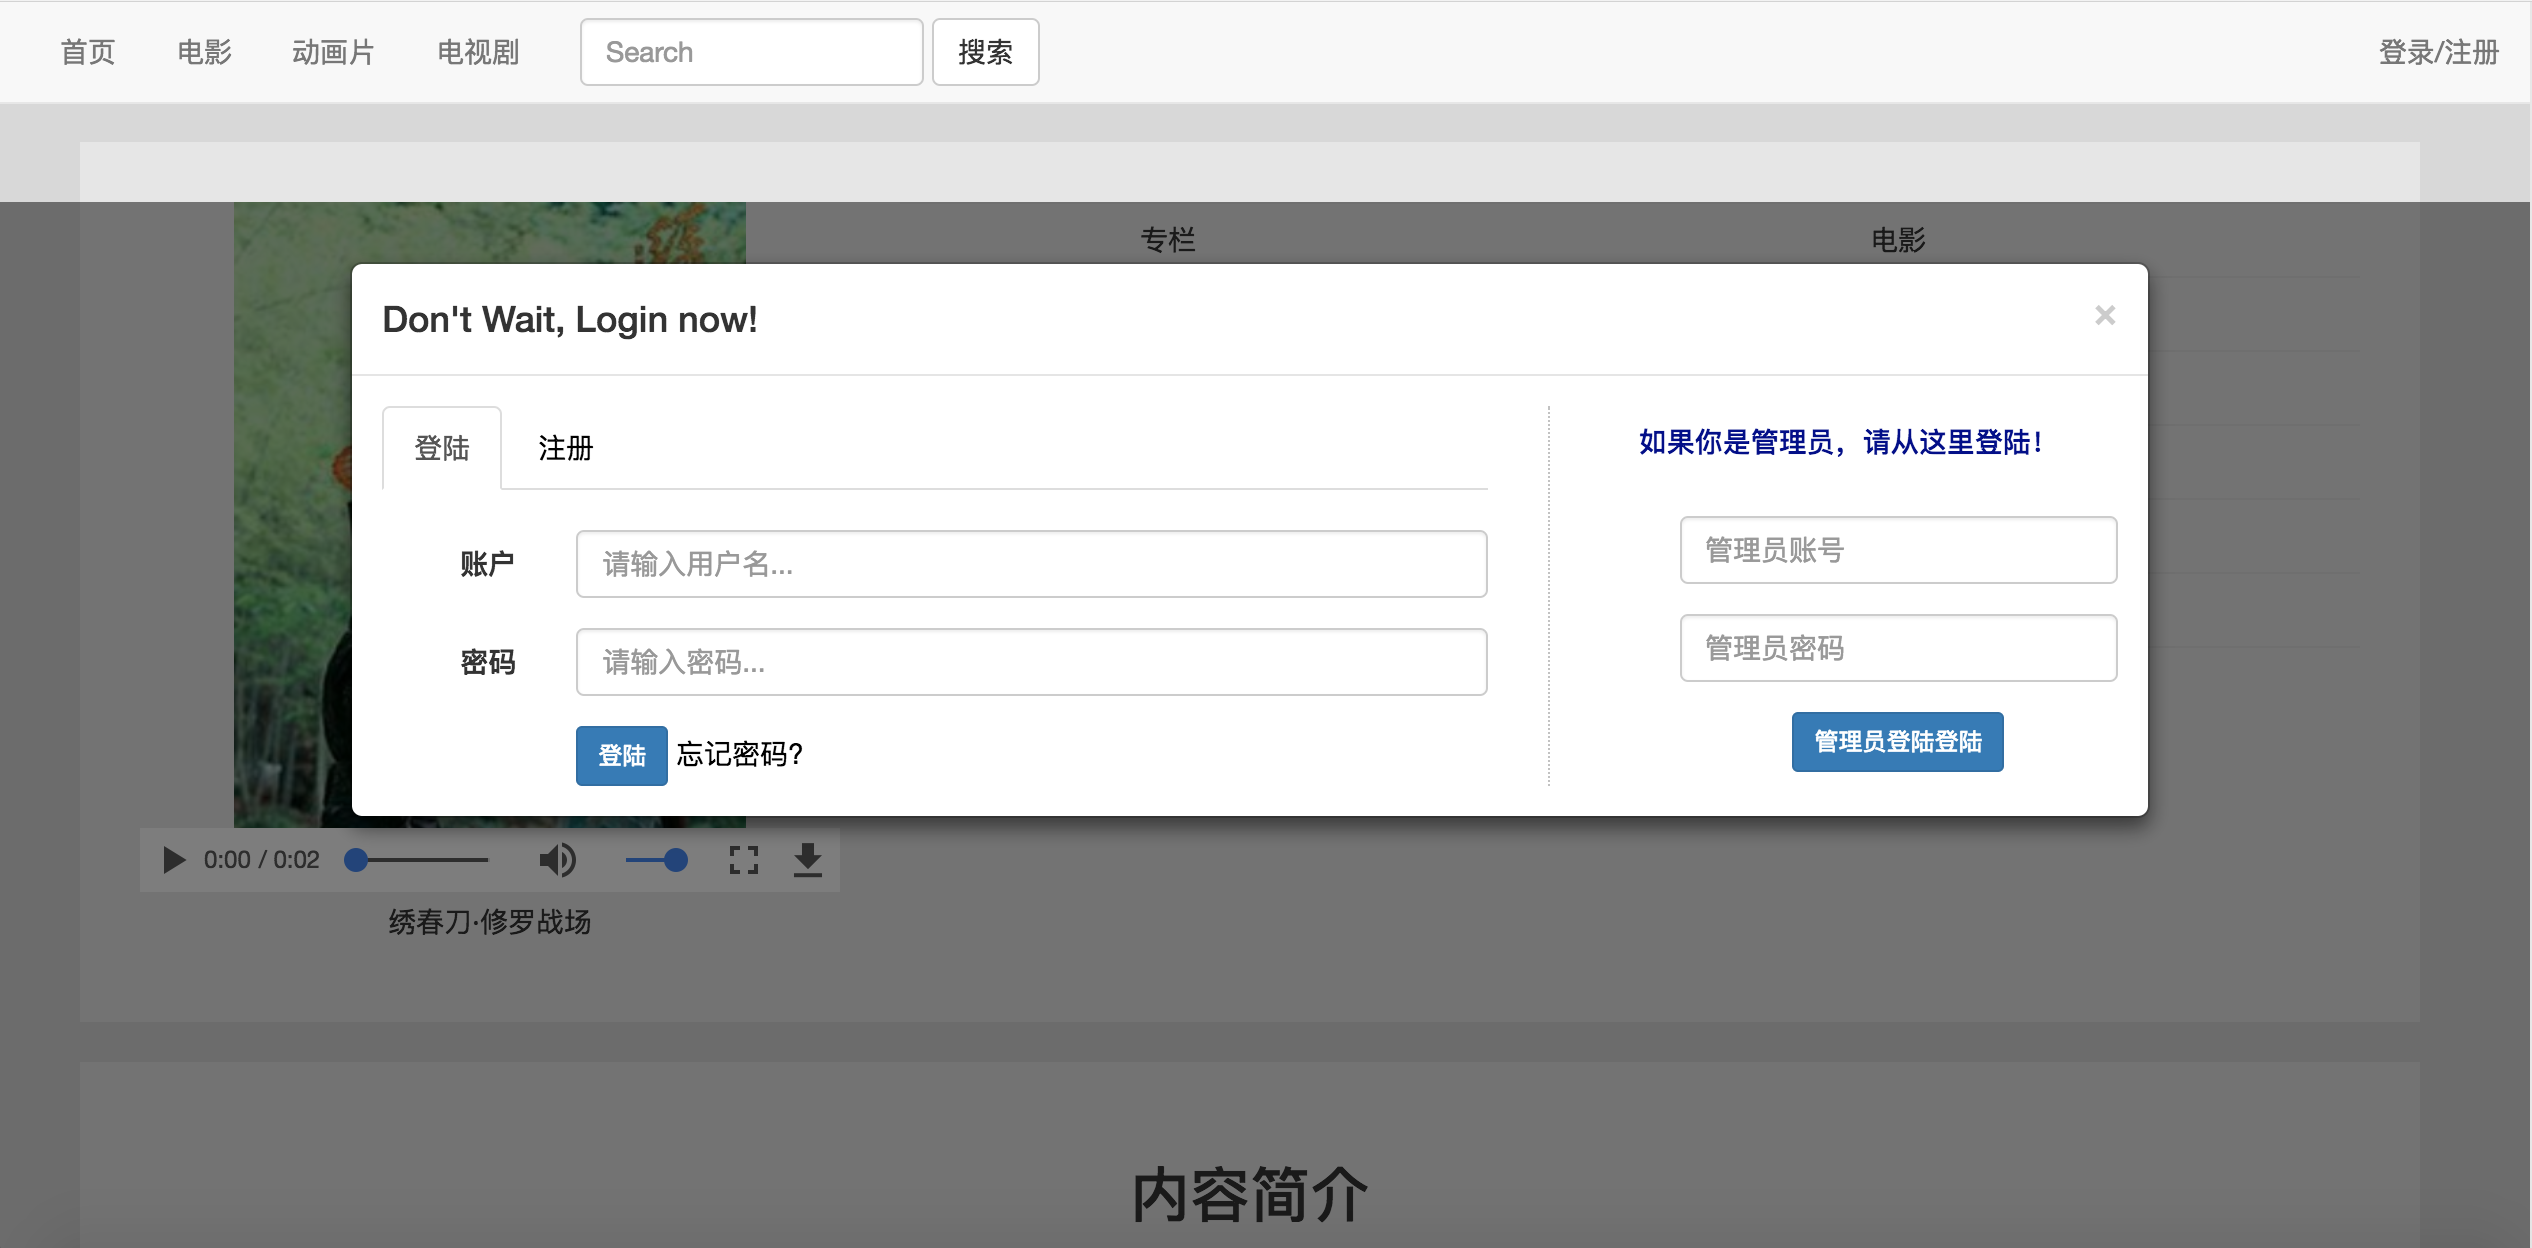 首页 电影 动画片 电视剧 Search 搜索 登录/注册
专栏 电影
Don't Wait, Login now! ×
登陆 注册
如果你是管理员，请从这里登陆！
账户 请输入用户名...
管理员账号
密码 请输入密码...
管理员密码
登陆 忘记密码?
管理员登陆登陆
0:00 / 0:02
绣春刀·修罗战场
内容简介